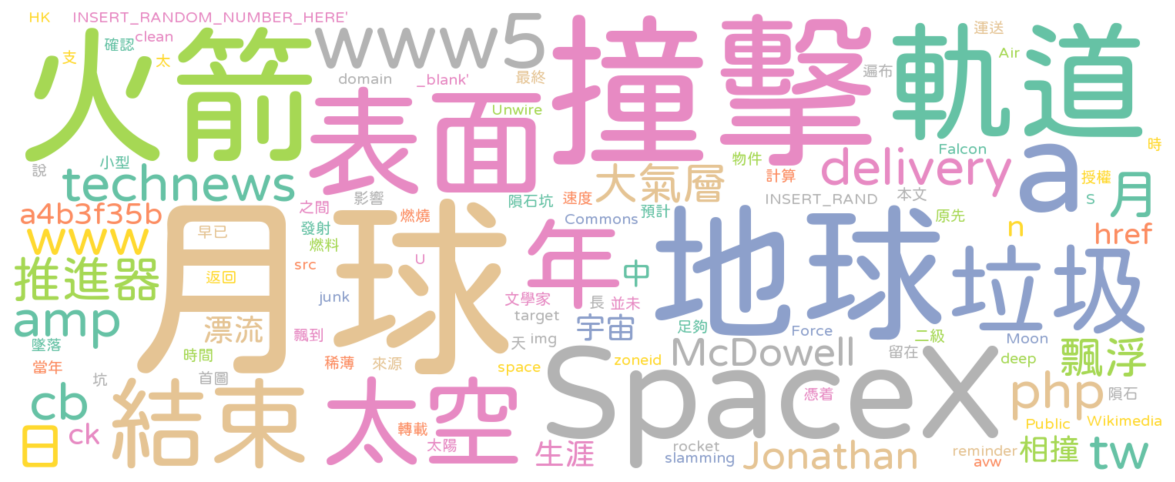 HK
INSERT_RANDOM_NUMBER_HERE'
支
確認
clean
太
火箭
www5
domain
_blank'
最終
Unwire
撞擊
遍布
運送
Air
軌道
Falcon
時
說
小型
technews
表面
大氣層
物件
計算
delivery
a
授權
S
月
a4b3f35b
www
之間
影響
燃燒
發射
燃料
隕石坑
速度
Commons
預計
INSERT_RAND
本文
原先
n
href
推進器
早已
返回
月球
src
U
年
中
地球
垃圾
amp
漂流
junk
文學家
長
並未
target
宇宙
足夠
Force
二級
Moon
墜落
時間
飄到
天
img
當年
坑
首圖
稀薄
來源
space
zoneid
McDowell
留在
deep
飄浮
cb
結束
太空
SpaceX
憑着
php
隕石
日
ck
轉載
太陽
生涯
rocket
slamming
Jonathan
reminder
avw
Public
Wikimedia
相撞
tw